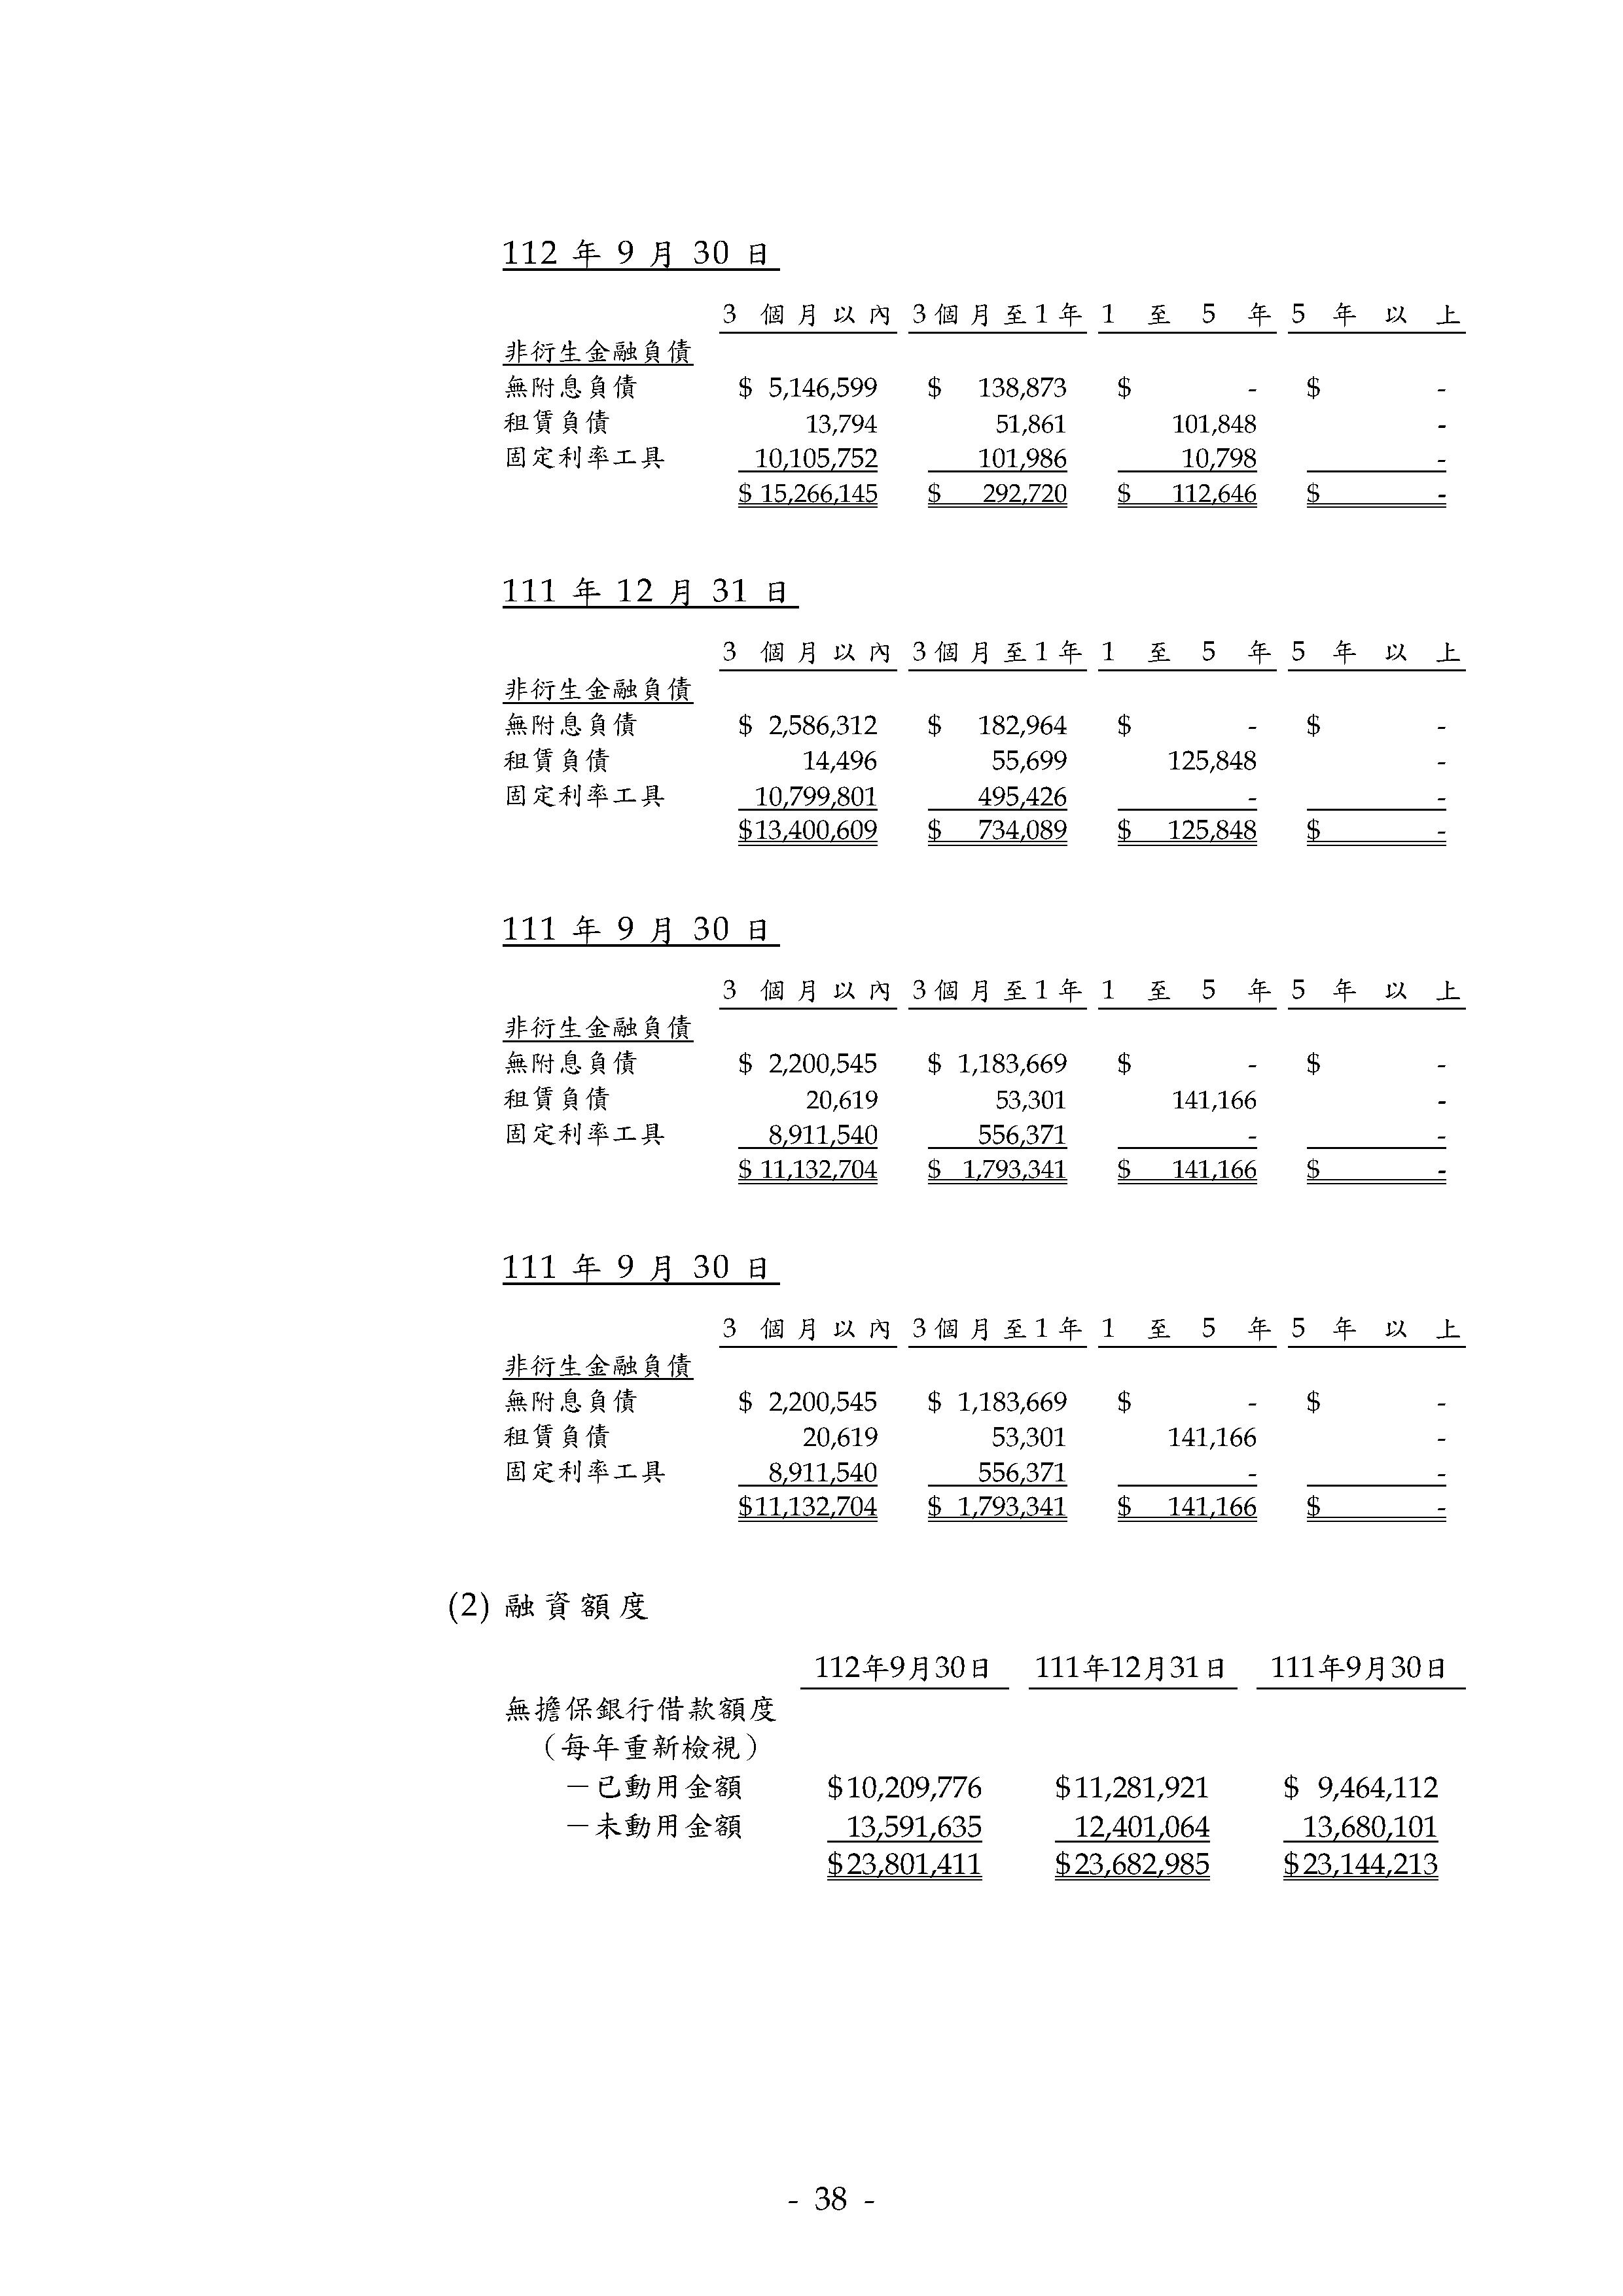 112 年 9 月 30 日
3 個月以內 3個月至1年 1 至 5 年 5 年 以 上
非衍生金融負債
無附息負債 $ 5,146,599 $ 138,873 $ - $ -
租賃負債 13,794 51,861 101,848 -
固定利率工具 10,105,752 101,986 10,798 -
$ 15,266,145 $ 292,720 $ 112,646 $ -
111 年 12 月 31 日
3 個月以內 3個月至1年 1 至 5 年 5 年 以 上
非衍生金融負債
無附息負債 $ 2,586,312 $ 182,964 $ - $ -
租賃負債 14,496 55,699 125,848 -
固定利率工具 10,799,801 495,426 - -
$13,400,609 $ 734,089 $ 125,848 $ -
111 年 9 月 30 日
3 個月以內 3個月至1年 1 至 5 年 5 年 以 上
非衍生金融負債
無附息負債 $ 2,200,545 $ 1,183,669 $ - $ -
租賃負債 20,619 53,301 141,166 -
固定利率工具 8,911,540 556,371 - -
$ 11,132,704 $ 1,793,341 $ 141,166 $ -
111 年 9 月 30 日
3 個月以內 3個月至1年 1 至 5 年 5 年 以 上
非衍生金融負債
無附息負債 $ 2,200,545 $ 1,183,669 $ - $ -
租賃負債 20,619 53,301 141,166 -
固定利率工具 8,911,540 556,371 - -
$11,132,704 $ 1,793,341 $ 141,166 $ -
(2) 融資額度
112年9月30日 111年12月31日 111年9月30日
無擔保銀行借款額度
（每年重新檢視）
－已動用金額 $10,209,776 $11,281,921 $ 9,464,112
－未動用金額 13,591,635 12,401,064 13,680,101
$23,801,411 $23,682,985 $23,144,213
- 38 -